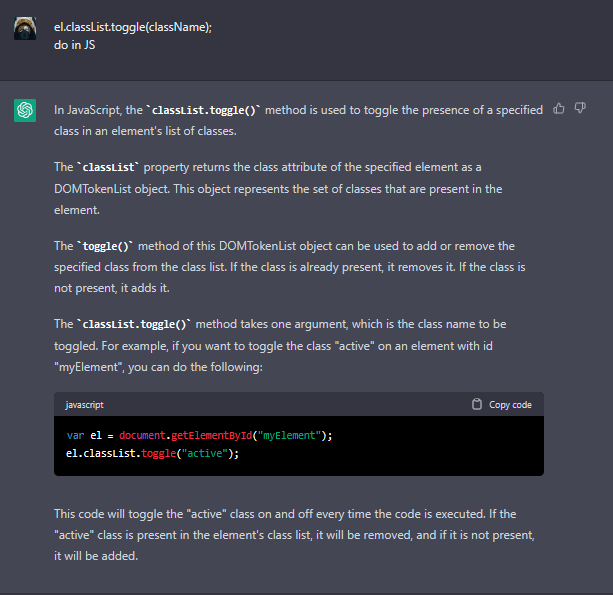 el.classList.toggle(className);
do in JS
In JavaScript, the `classList.toggle()` method is used to toggle the presence of a specified
class in an element's list of classes.
The `classList` property returns the class attribute of the specified element as a
DOMTokenList object. This object represents the set of classes that are present in the
element.
The `toggle()` method of this DOMTokenList object can be used to add or remove the
specified class from the class list. If the class is already present, it removes it. If the class is
not present, it adds it.
The `classList.toggle()` method takes one argument, which is the class name to be
toggled. For example, if you want to toggle the class "active" on an element with id
"myElement", you can do the following:
javascript Copy code
var el = document.getElementById("myElement");
el.classList.toggle("active");
This code will toggle the "active" class on and off every time the code is executed. If the
"active" class is present in the element's class list, it will be removed, and if it is not present,
it will be added.